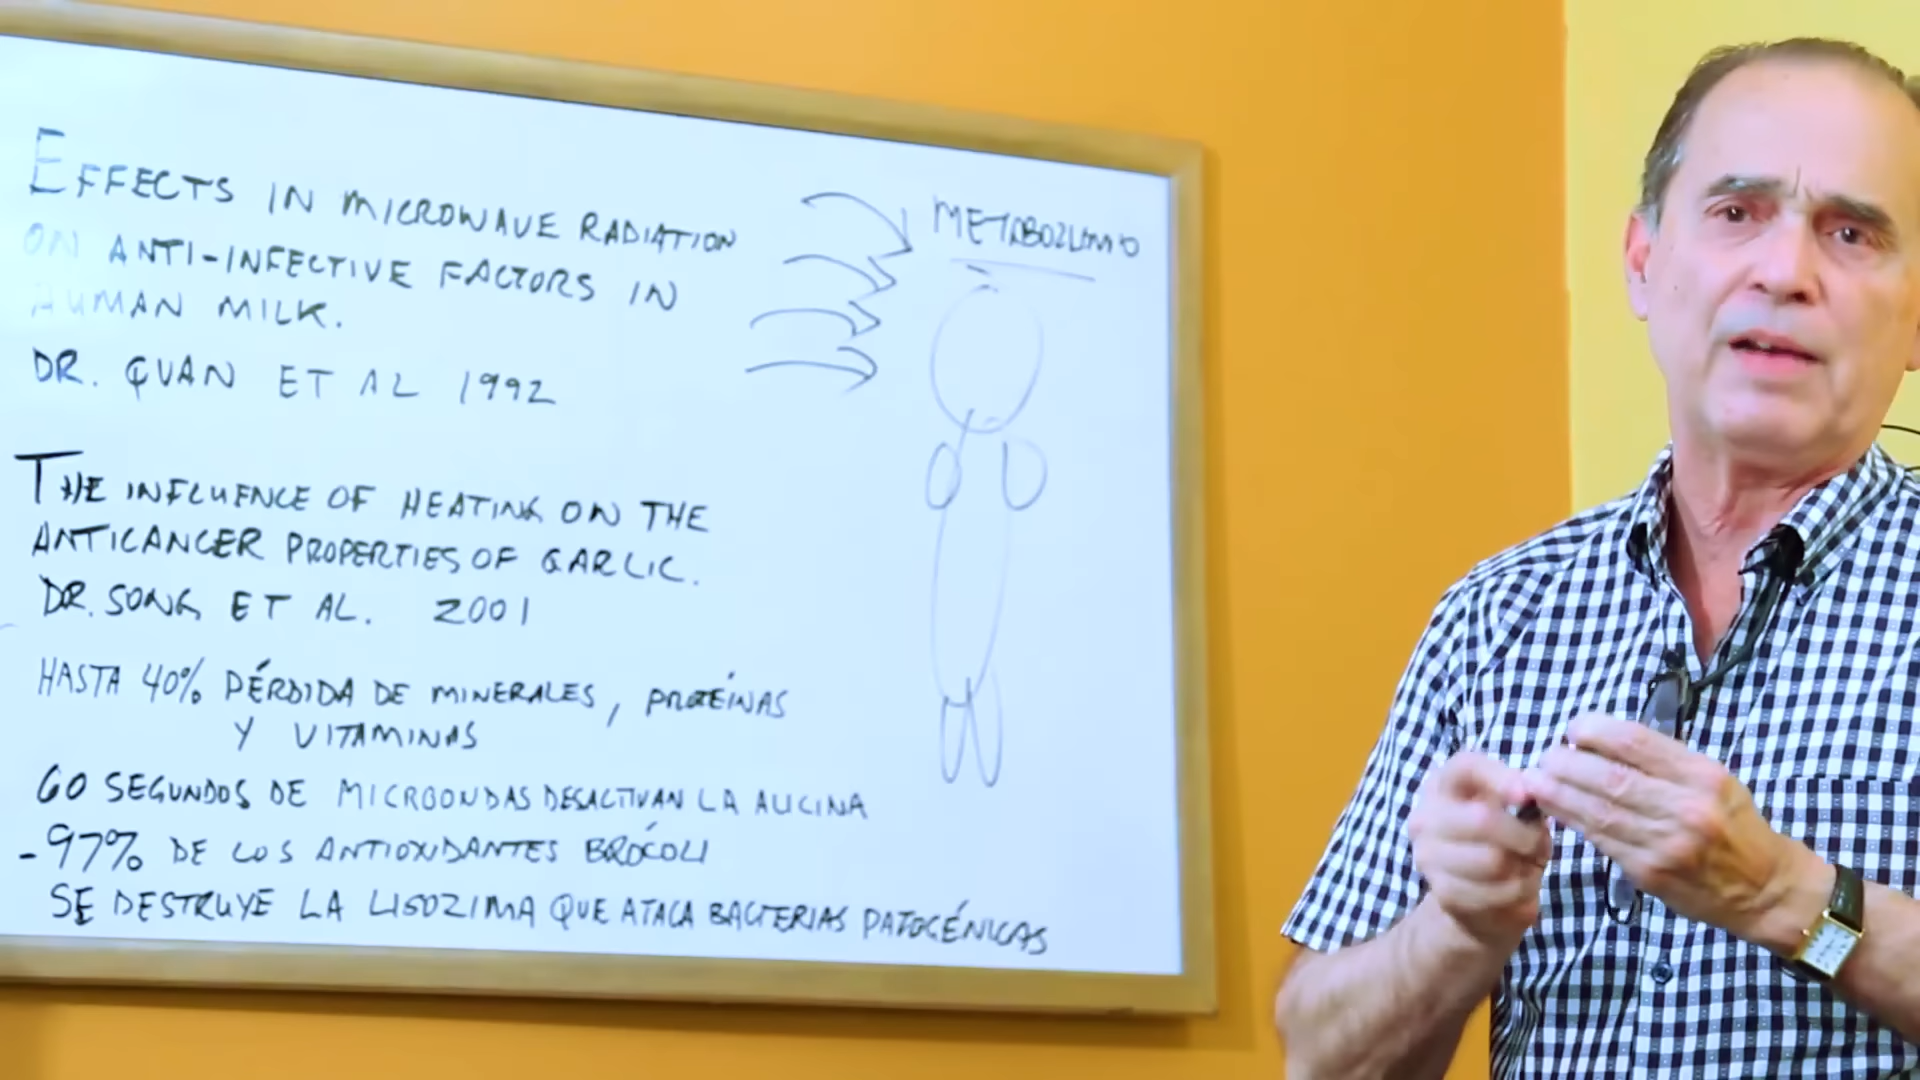 EFFECTS IN MICROWAVE RADIATION
ON ANTI-INFECTIVE FACTORS IN
HUMAN MILK.
DR. QUAN ET AL 1992
METABOLISMO
THE INFLUENCE OF HEATING ON THE
ANTICANCER PROPERTIES OF GARLIC.
DR. SONG ET AL. 2001
HASTA 40% PÉRDIDA DE MINERALES, PROTEÍNAS
Y VITAMINAS
60 SEGUNDOS DE MICROONDAS DESACTIVAN LA ALICINA
-97% DE LOS ANTIOXIDANTES BRÓCOLI
SE DESTRUYE LA LISOZIMA QUE ATACA BACTERIAS PATOGÉNICAS